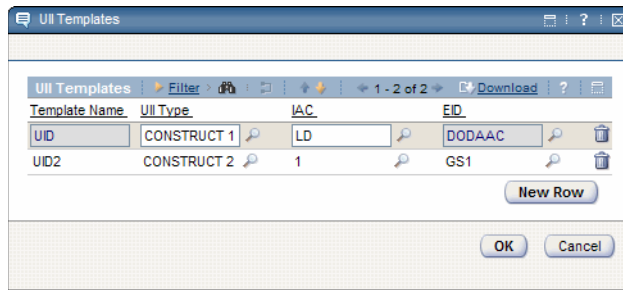 UII Templates ?
UII Templates Filter 1 - 2 of 2 Download ?
Template Name UII Type IAC EID
UID CONSTRUCT 1 LD DODAAC
UID2 CONSTRUCT 2 1 GS1
New Row
OK Cancel